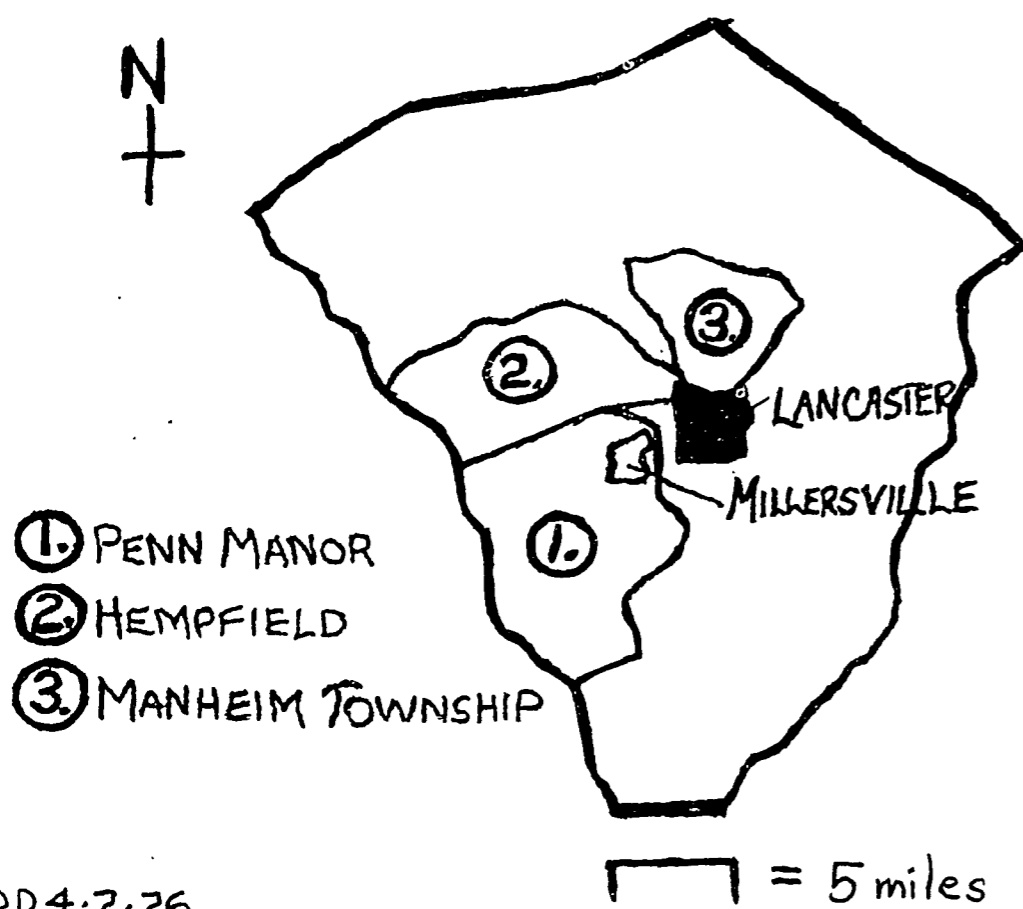 N
3.
2.
LANCASTER
MILLERSVILLE
1.
1. PENN MANOR
2. HEMPFIELD
3. MANHEIM TOWNSHIP
= 5 miles